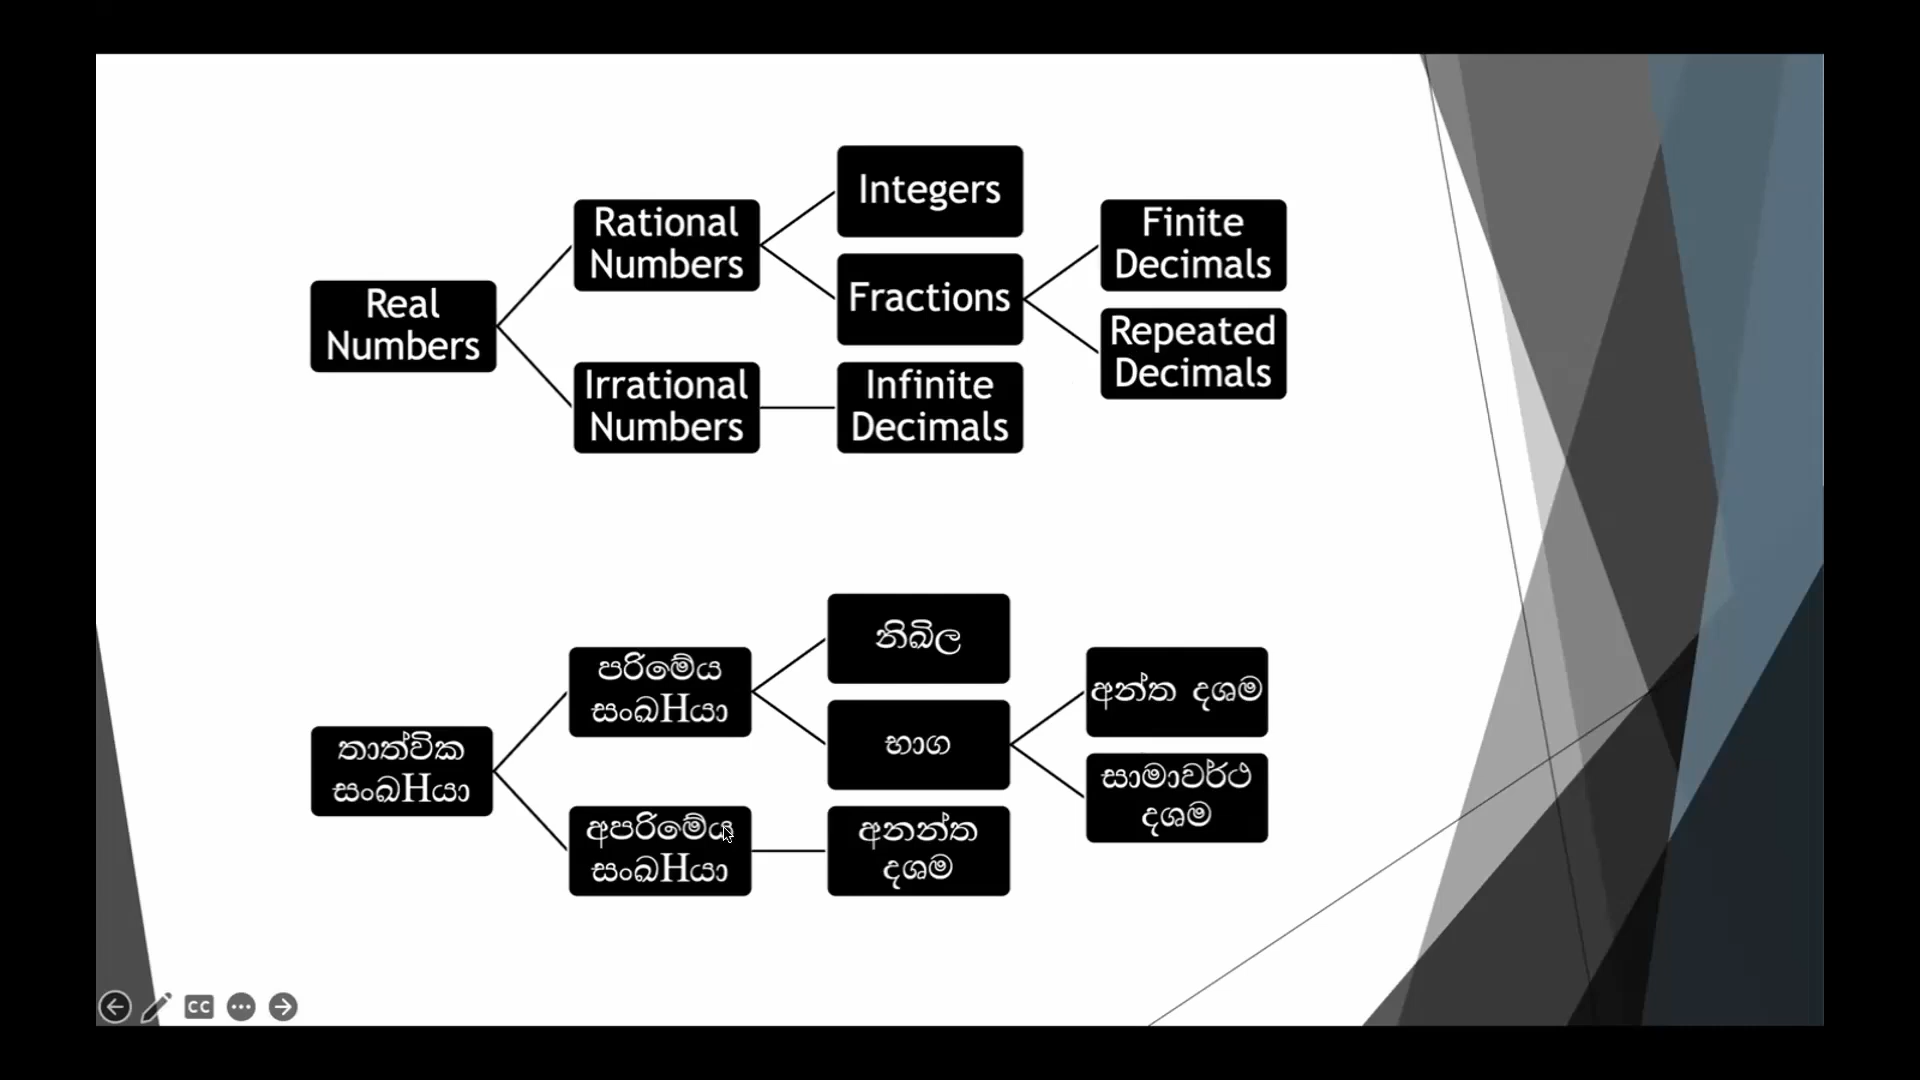 Integers
Rational
Numbers
Finite
Decimals
Fractions
Real
Numbers
Repeated
Decimals
Irrational
Numbers
Infinite
Decimals
නිඛිල
පරිමේය
සංඛHයා
අන්ත දශම
භාග
තාත්වික
සංඛHයා
සාමාවර්ථ
දශම
අපරිමේය
සංඛHයා
අනන්ත
දශම
CC